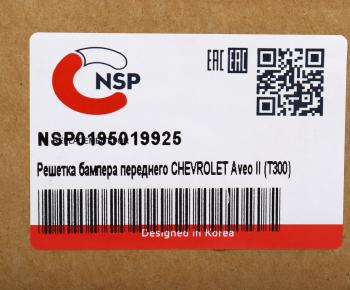 NSP
EAC EAC
NSP0195019925
Решетка бампера переднего CHEVROLET Aveo II (T300)
Designed in Korea